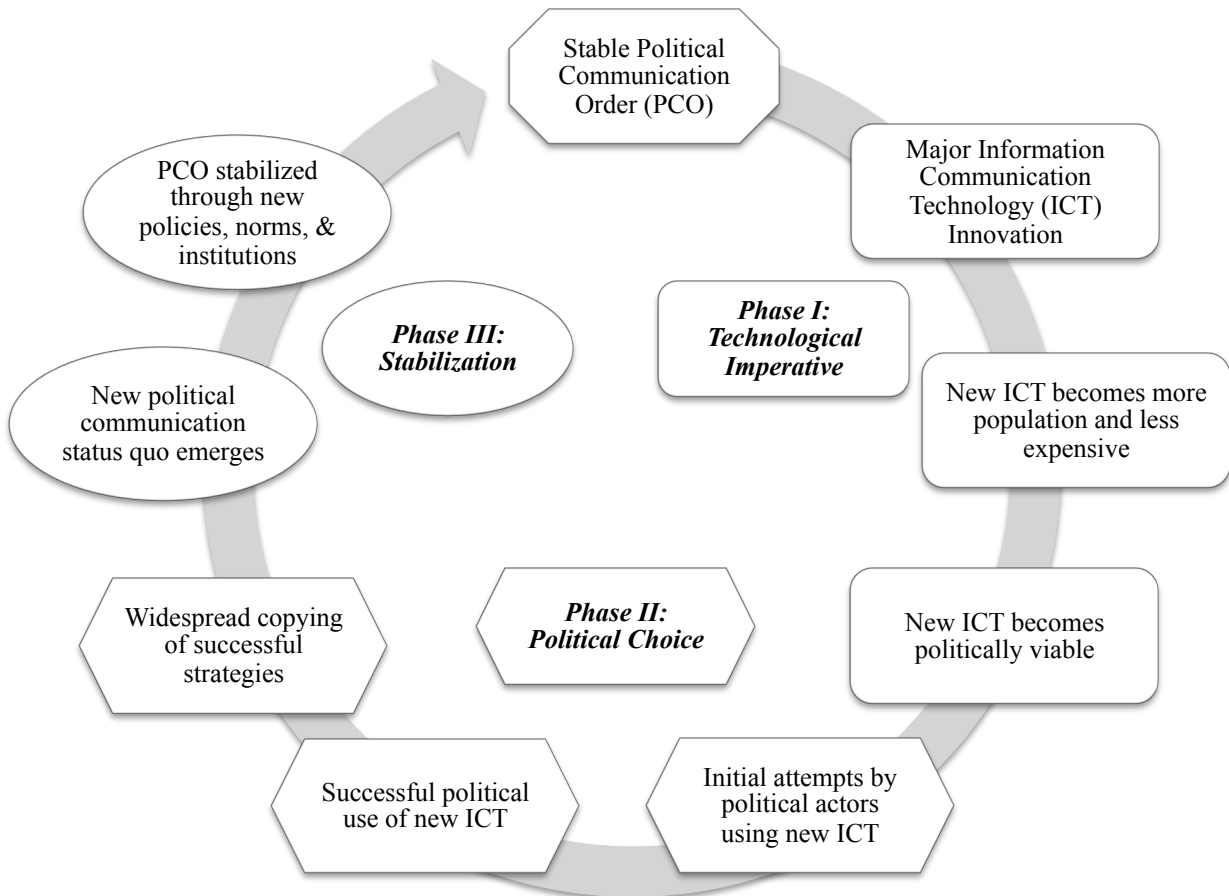 Stable Political
Communication
Order (PCO)
Major Information
Communication
Technology (ICT)
Innovation
New ICT becomes more
population and less
expensive
New ICT becomes
politically viable
Initial attempts by
political actors
using new ICT
Successful political
use of new ICT
Widespread copying
of successful
strategies
New political
communication
status quo emerges
PCO stabilized
through new
policies, norms, &
institutions
Phase I:
Technological
Imperative
Phase II:
Political Choice
Phase III:
Stabilization